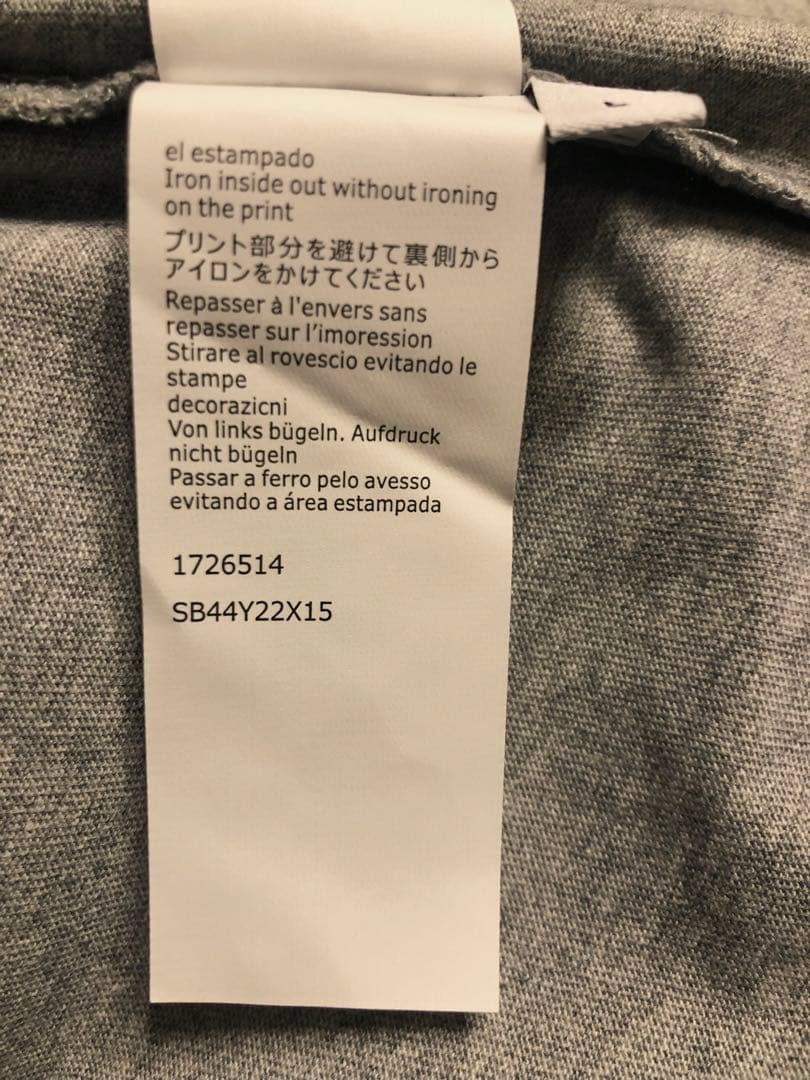 el estampado
Iron inside out without ironing
on the print
プリント部分を避けて裏側から
アイロンをかけてください
Repasser à l'envers sans
repasser sur l'imoression
Stirare al rovescio evitando le
stampe
decorazicni
Von links bügeln. Aufdruck
nicht bügeln
Passar a ferro pelo avesso
evitando a área estampada
1726514
SB44Y22X15